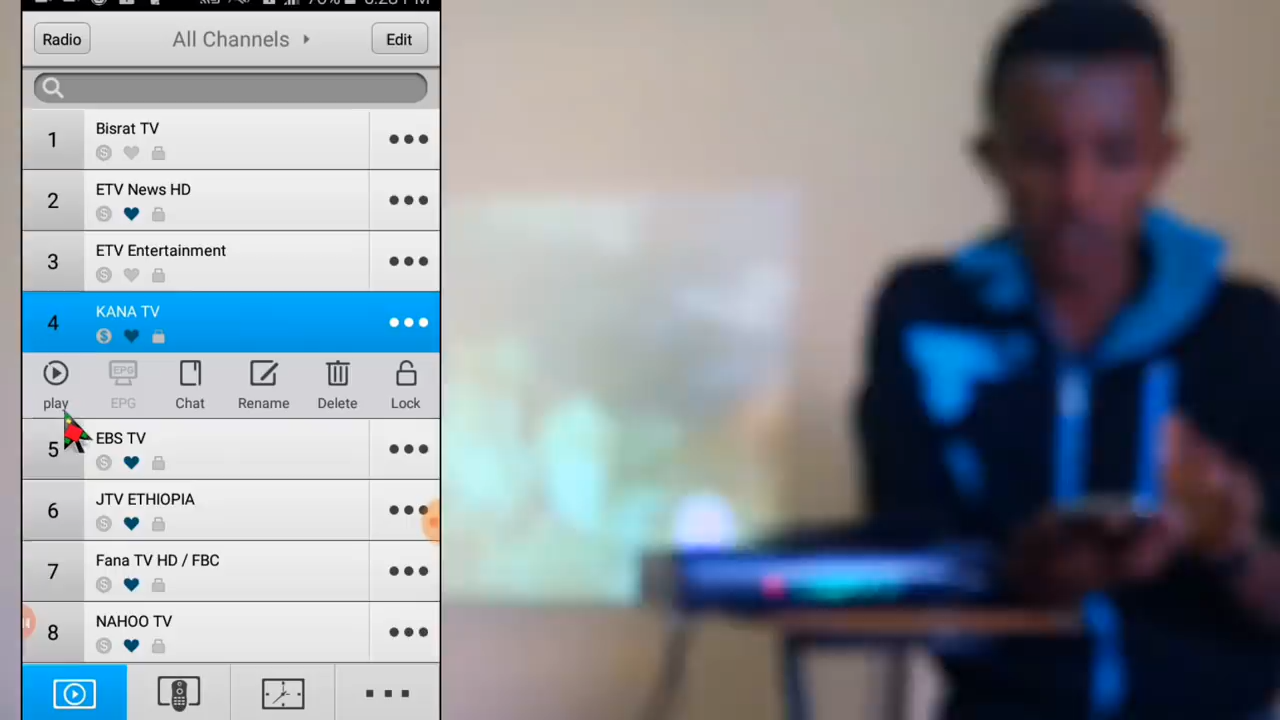 Radio
All Channels
Edit
1
Bisrat TV
2
ETV News HD
3
ETV Entertainment
4
KANA TV
play
EPG
EPG
Chat
Rename
Delete
Lock
5
EBS TV
6
JTV ETHIOPIA
7
Fana TV HD / FBC
8
NAHOO TV